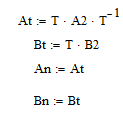 At := T · A2 · T⁻¹
Bt := T · B2
An := At
Bn := Bt